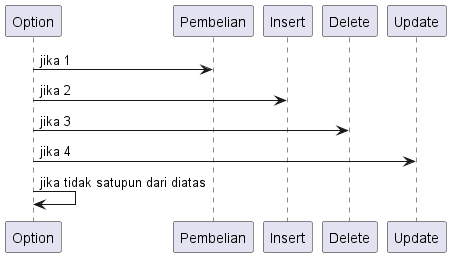 Option Pembelian Insert Delete Update
jika 1
jika 2
jika 3
jika 4
jika tidak satupun dari diatas
Option Pembelian Insert Delete Update